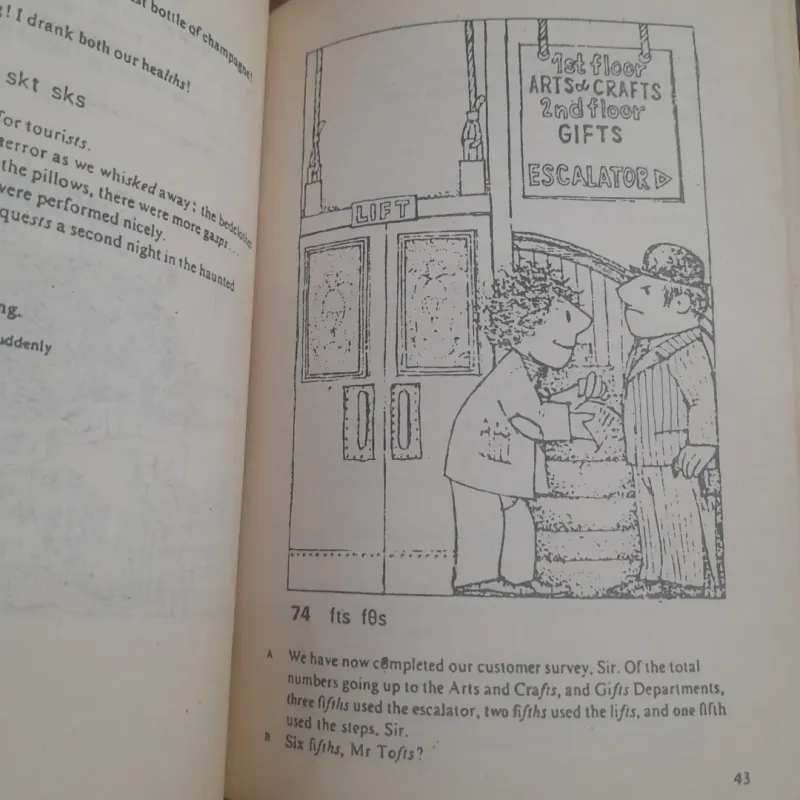 st bottle of champagne!
! I drank both our healths!
skt sks
for tourists.
terror as we whisked away; the bedclothes
the pillows, there were more gasps...
were performed nicely.
quests a second night in the haunted
ng.
uddenly
1st floor
ARTS & CRAFTS
2nd floor
GIFTS
ESCALATOR ▷
LIFT
74 fts fθs
A We have now completed our customer survey, Sir. Of the total
numbers going up to the Arts and Crafts, and Gifts Departments,
three fifths used the escalator, two fifths used the lifts, and one fifth
used the steps, Sir.
B Six fifths, Mr Tofts?
43